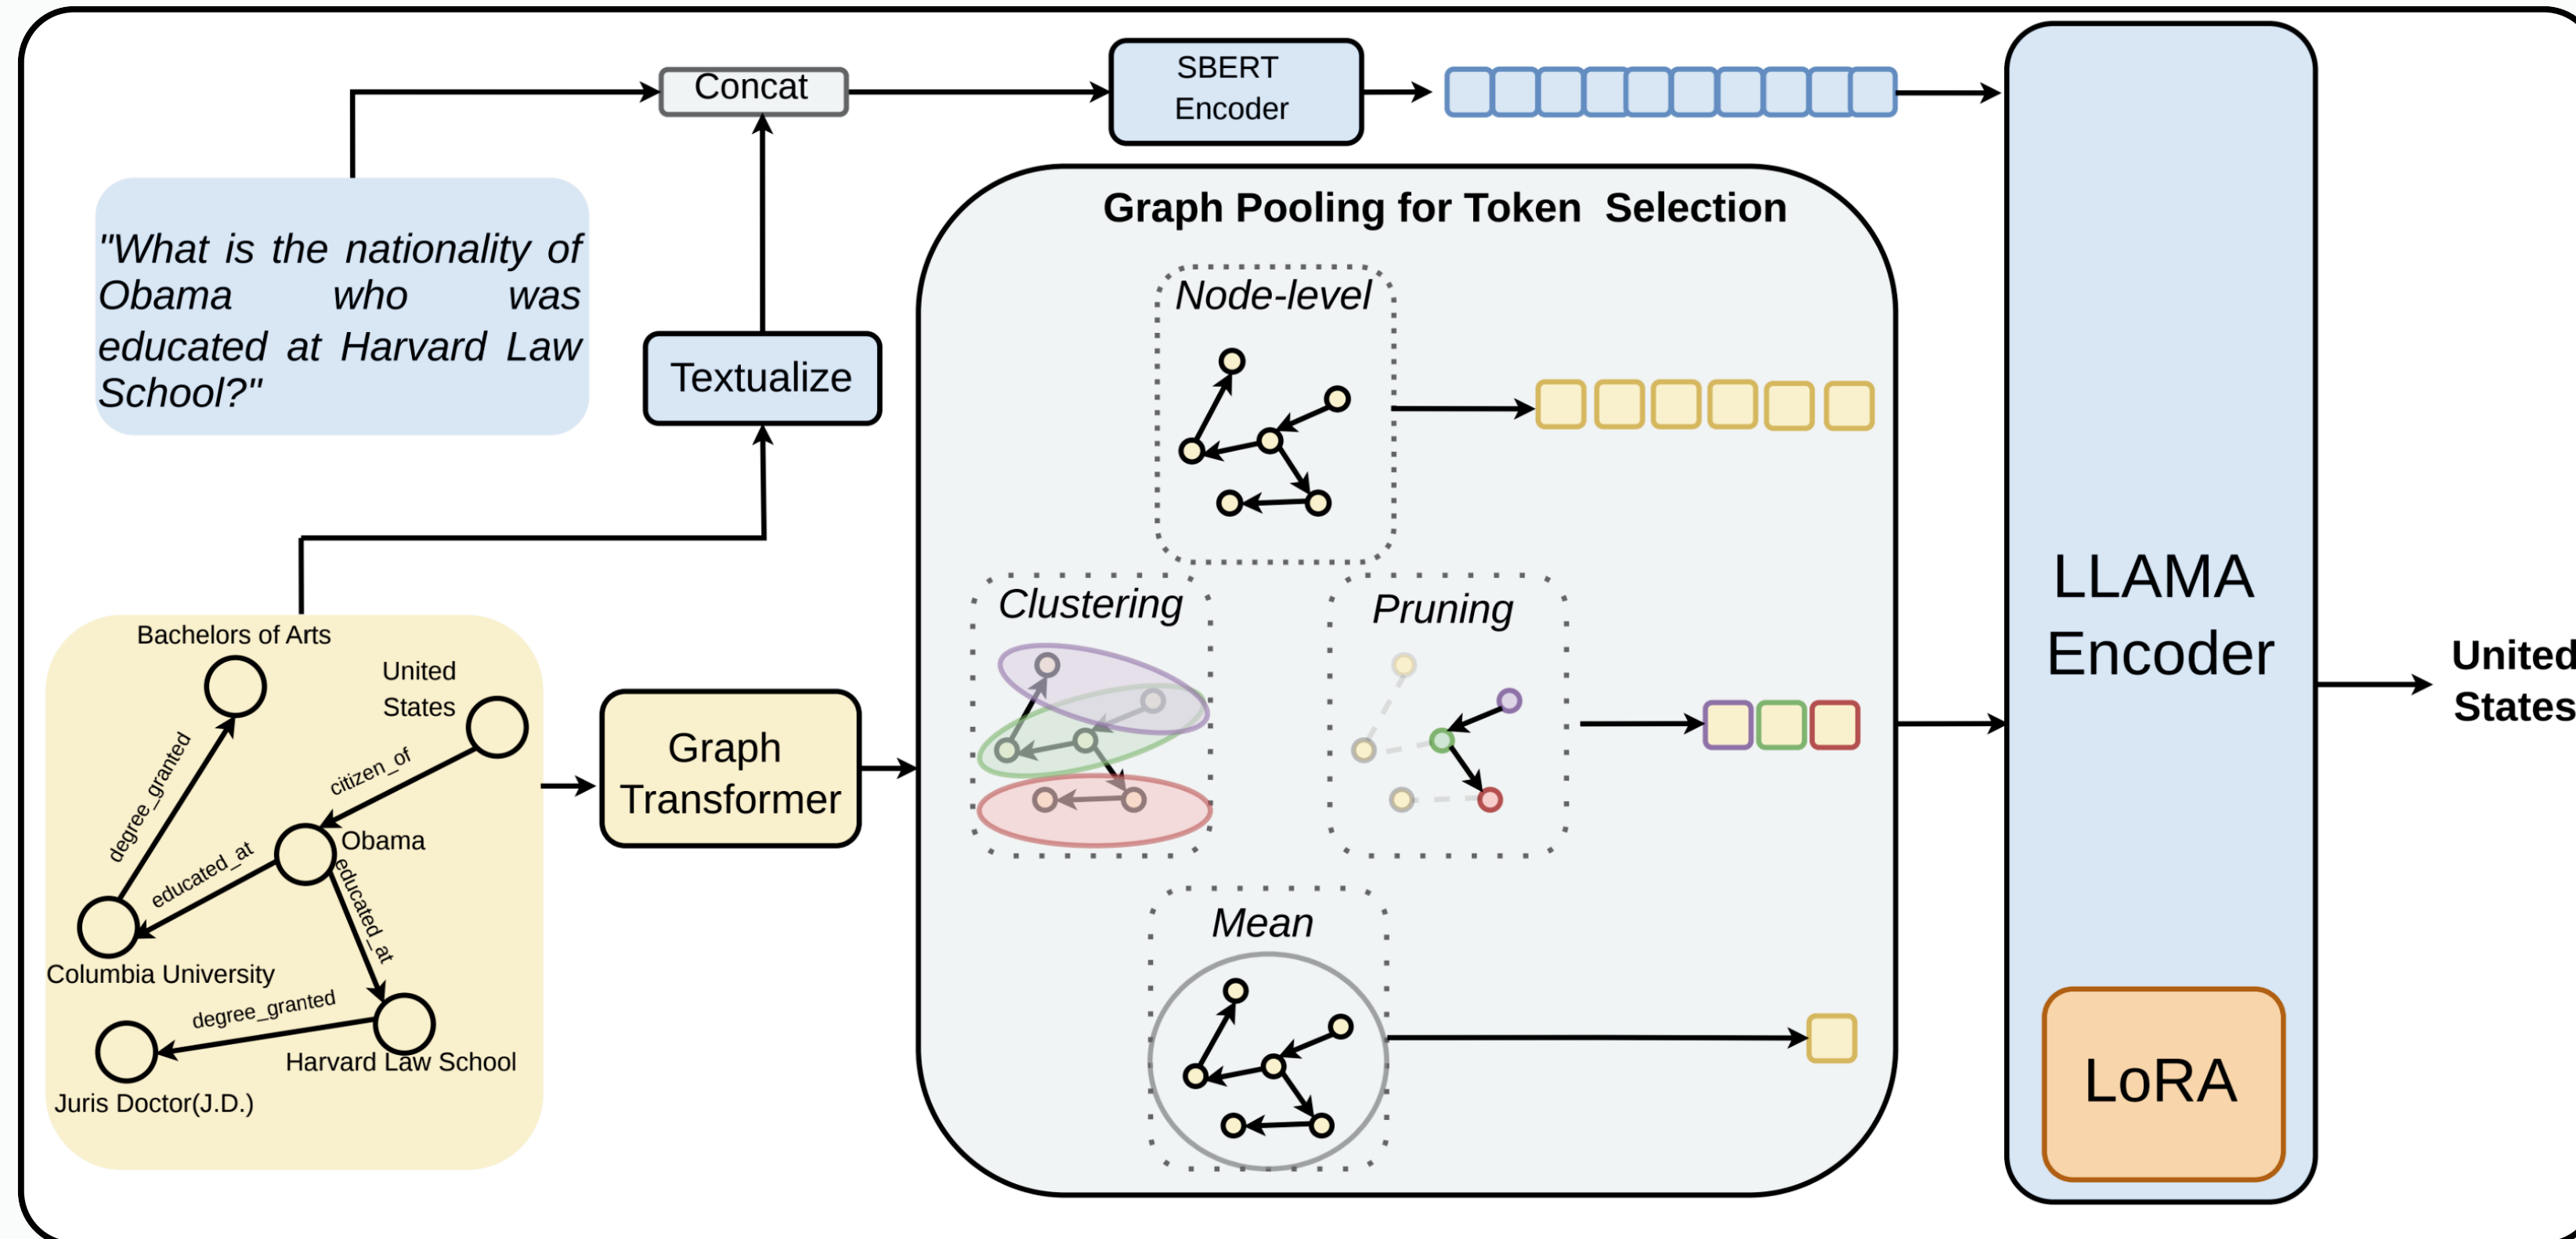 Concat
SBERT
Encoder
"What is the nationality of
Obama who was
educated at Harvard Law
School?"
Textualize
Graph Pooling for Token Selection
Node-level
Clustering
Pruning
Mean
Bachelors of Arts
United
States
degree_granted
citizen_of
Obama
educated_at
educated_at
Columbia University
degree_granted
Harvard Law School
Juris Doctor(J.D.)
Graph
Transformer
LLAMA
Encoder
LoRA
United
States